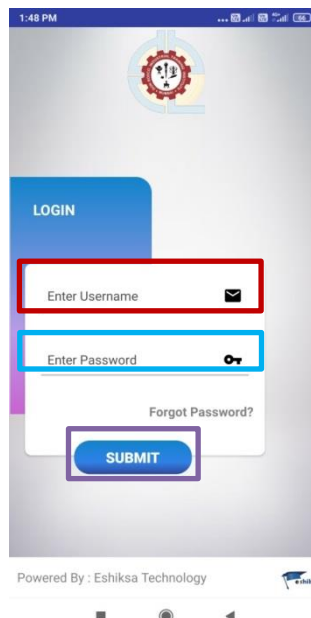 1:48 PM
LOGIN
Enter Username
Enter Password
Forgot Password?
SUBMIT
Powered By : Eshiksa Technology